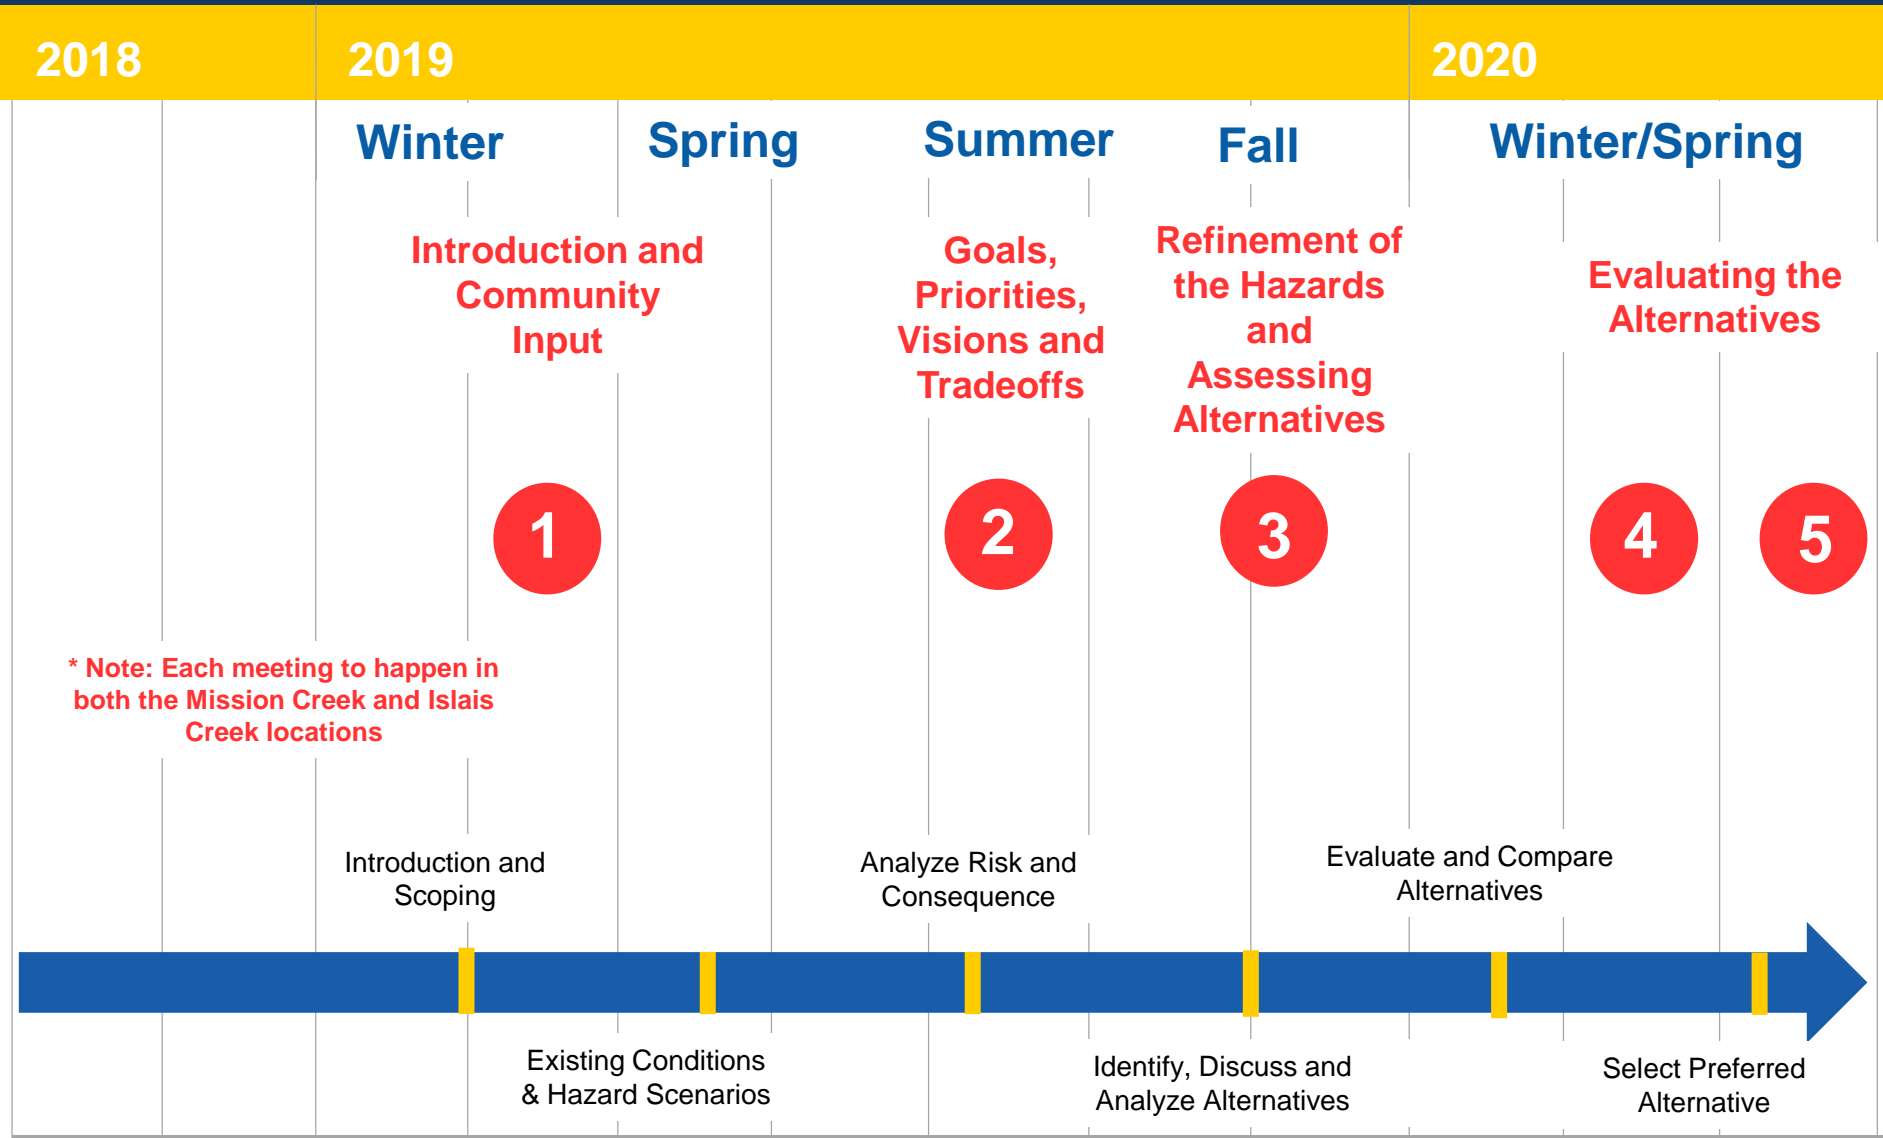 2018
2019
2020
Winter
Spring
Summer
Fall
Winter/Spring
Introduction and
Community
Input
Goals,
Priorities,
Visions and
Tradeoffs
Refinement of
the Hazards
and
Assessing
Alternatives
Evaluating the
Alternatives
1
2
3
4
5
* Note: Each meeting to happen in
both the Mission Creek and Islais
Creek locations
Introduction and
Scoping
Analyze Risk and
Consequence
Evaluate and Compare
Alternatives
Existing Conditions
& Hazard Scenarios
Identify, Discuss and
Analyze Alternatives
Select Preferred
Alternative